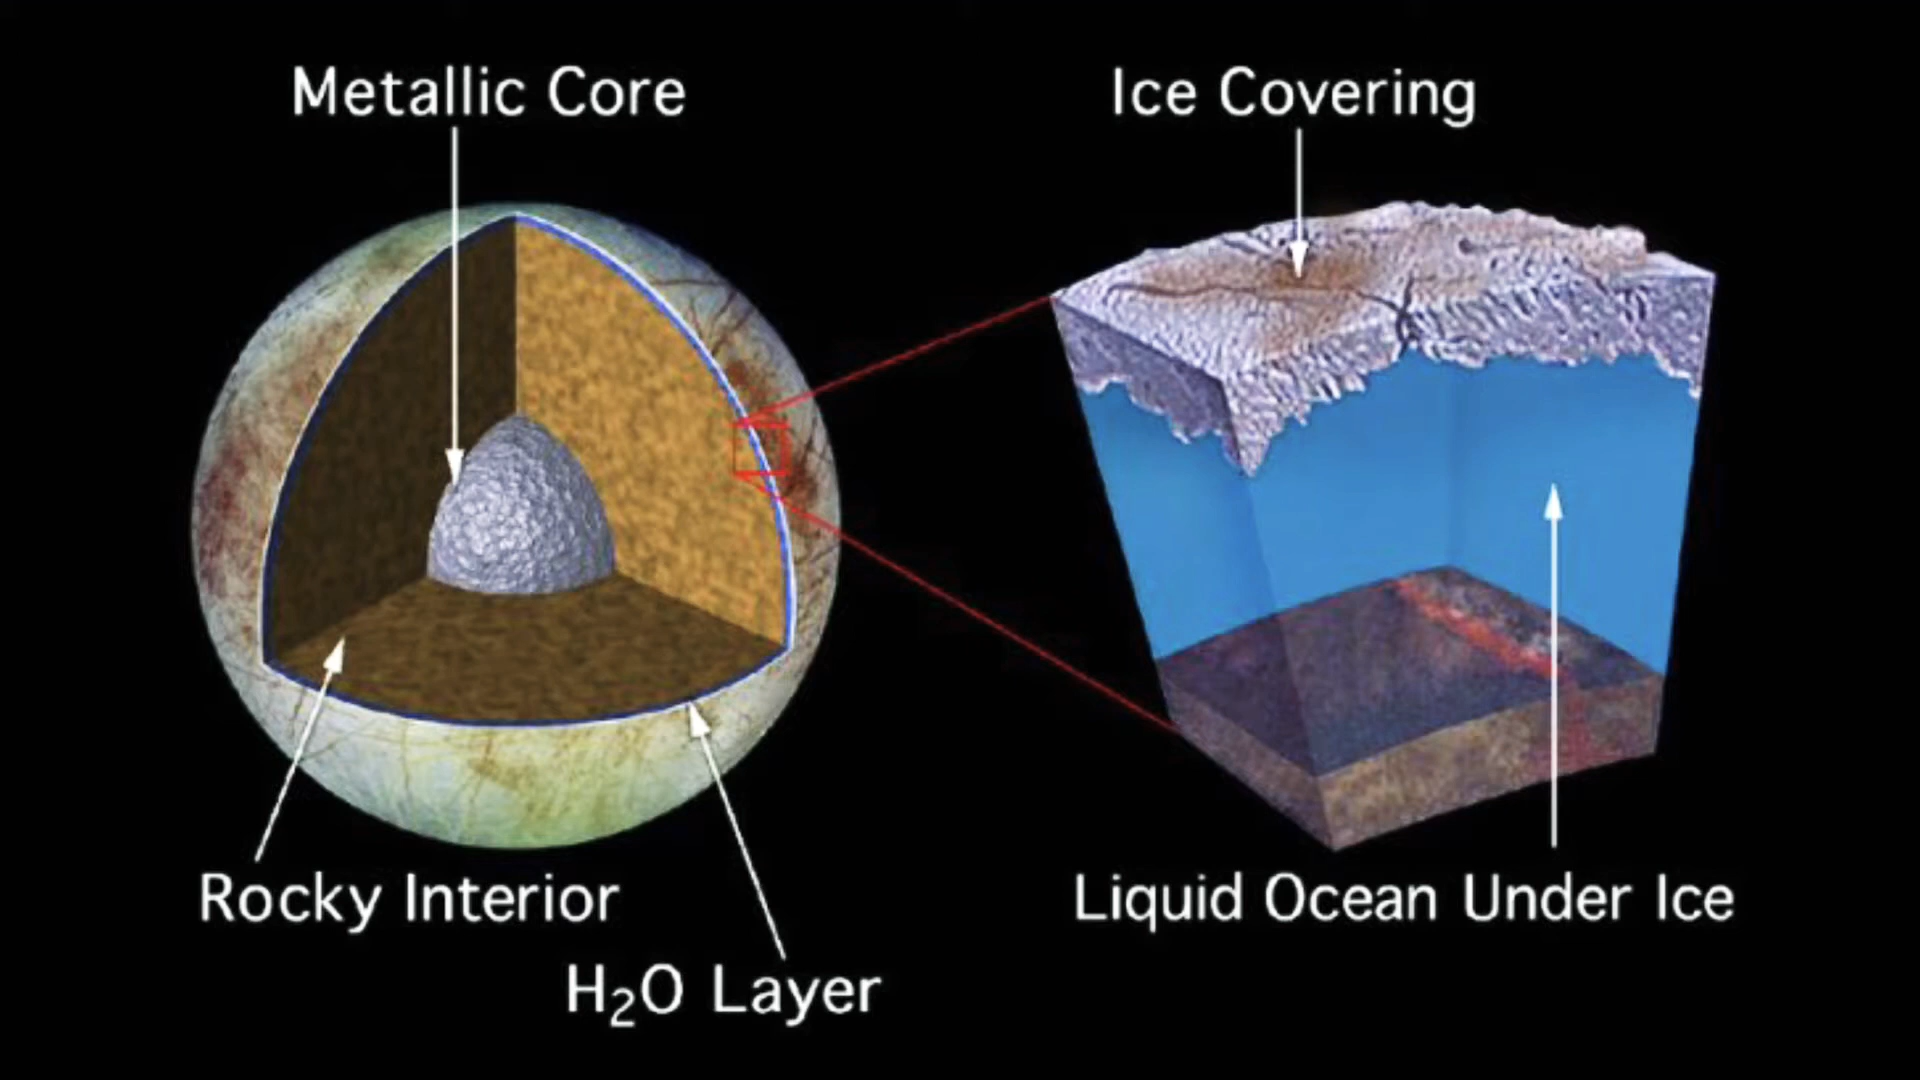 Metallic Core
Ice Covering
Rocky Interior
Liquid Ocean Under Ice
H₂O Layer